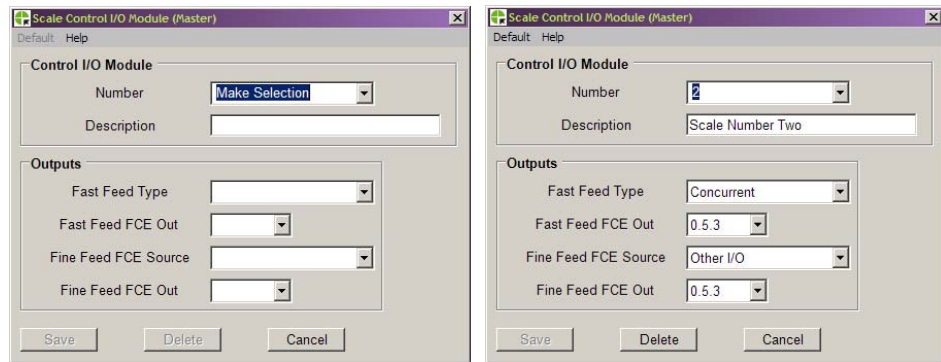 Scale Control I/O Module (Master)
Default Help
Control I/O Module
Number Make Selection
Description
Outputs
Fast Feed Type
Fast Feed FCE Out
Fine Feed FCE Source
Fine Feed FCE Out
Save Delete Cancel
Scale Control I/O Module (Master)
Default Help
Control I/O Module
Number 2
Description Scale Number Two
Outputs
Fast Feed Type Concurrent
Fast Feed FCE Out 0.5.3
Fine Feed FCE Source Other I/O
Fine Feed FCE Out 0.5.3
Save Delete Cancel